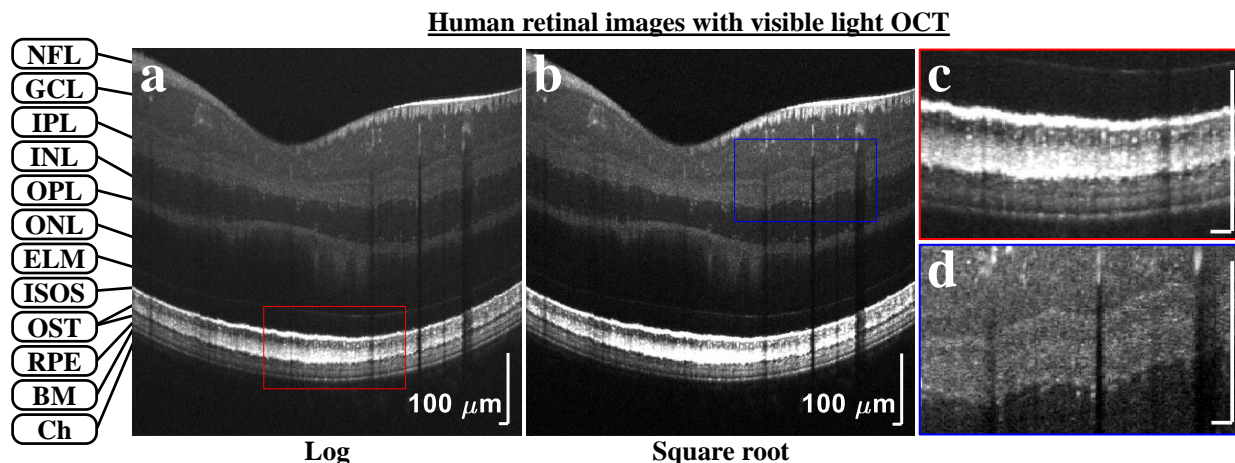 Human retinal images with visible light OCT
NFL
GCL
IPL
INL
OPL
ONL
ELM
ISOS
OST
RPE
BM
Ch
a
100 μm
Log
b
100 μm
Square root
c
d